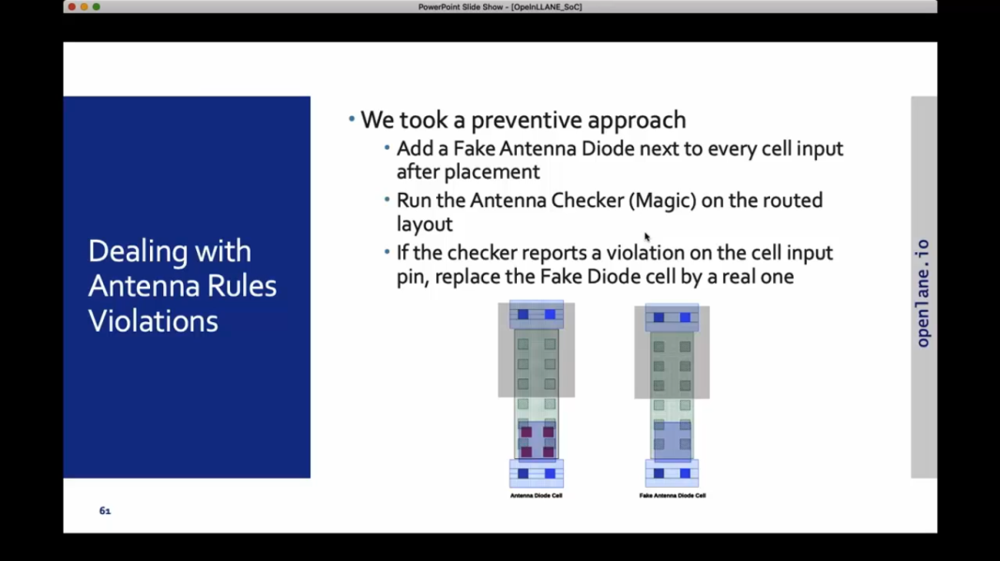 PowerPoint Slide Show - [OpeInLLANE_SoC]
Dealing with
Antenna Rules
Violations
• We took a preventive approach
• Add a Fake Antenna Diode next to every cell input
after placement
• Run the Antenna Checker (Magic) on the routed
layout
• If the checker reports a violation on the cell input
pin, replace the Fake Diode cell by a real one
Antenna Diode Cell
Fake Antenna Diode Cell
openlane.io
61